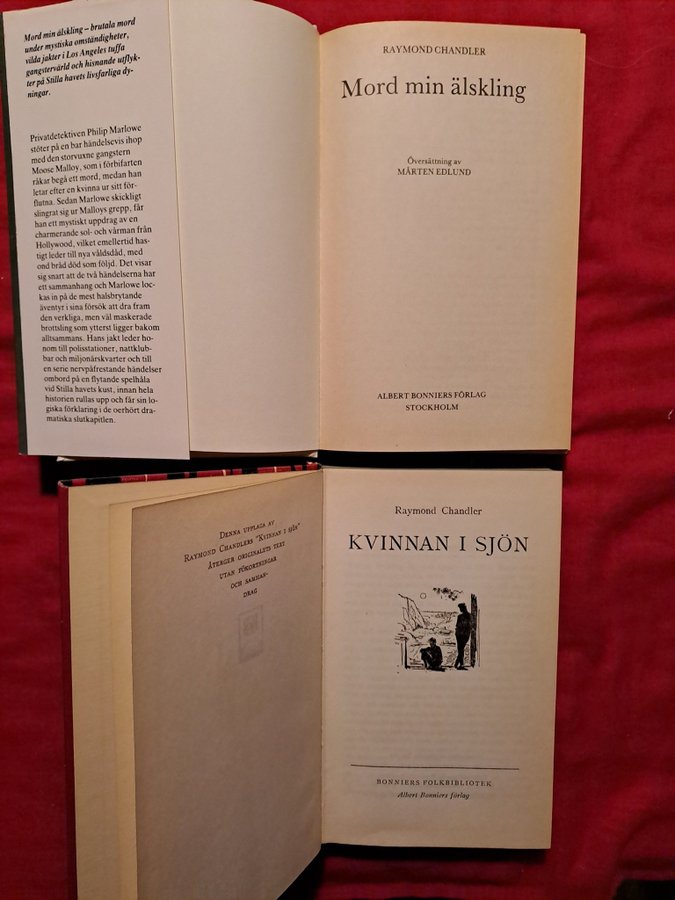 Mord min älskling – brutala mord
under mystiska omständigheter,
vilda jakter i Los Angeles tuffa
gangstervärld och hisnande utflyk-
ter på Stilla havets livsfarliga dy-
ningar.
Privatdetektiven Philip Marlowe
stöter på en bar händelsevis ihop
med den storvuxne gangstern
Moose Malloy, som i förbifarten
råkar begå ett mord, medan han
letar efter en kvinna ur sitt för-
flutna. Sedan Marlowe skickligt
slingrat sig ur Malloys grepp, får
han ett mystiskt uppdrag av en
charmerande sol- och vårman från
Hollywood, vilket emellertid has-
tigt leder till nya våldsdåd, med
ond bråd död som följd. Det visar
sig snart att de två händelserna har
ett sammanhang och Marlowe loc-
kas in på de mest halsbrytande
äventyr i sina försök att dra fram
den verkliga, men väl maskerade
brottsling som ytterst ligger bakom
alltsammans. Hans jakt leder ho-
nom till polisstationer, nattklub-
bar och miljonärskvarter och till
en serie nervpåfrestande händelser
ombord på en flytande spelhåla
vid Stilla havets kust, innan hela
historien rullas upp och får sin lo-
giska förklaring i de oerhört dra-
matiska slutkapitlen.
RAYMOND CHANDLER
Mord min älskling
Översättning av
MÅRTEN EDLUND
ALBERT BONNIERS FÖRLAG
STOCKHOLM
DENNA UPPLAGA AV
RAYMOND CHANDLERS "KVINNAN I SJÖN"
ÅTERGER ORIGINALETS TEXT
UTAN FÖRKORTNINGAR
OCH SAMMAN-
DRAG
Raymond Chandler
KVINNAN I SJÖN
BONNIERS FOLKBIBLIOTEK
Albert Bonniers förlag